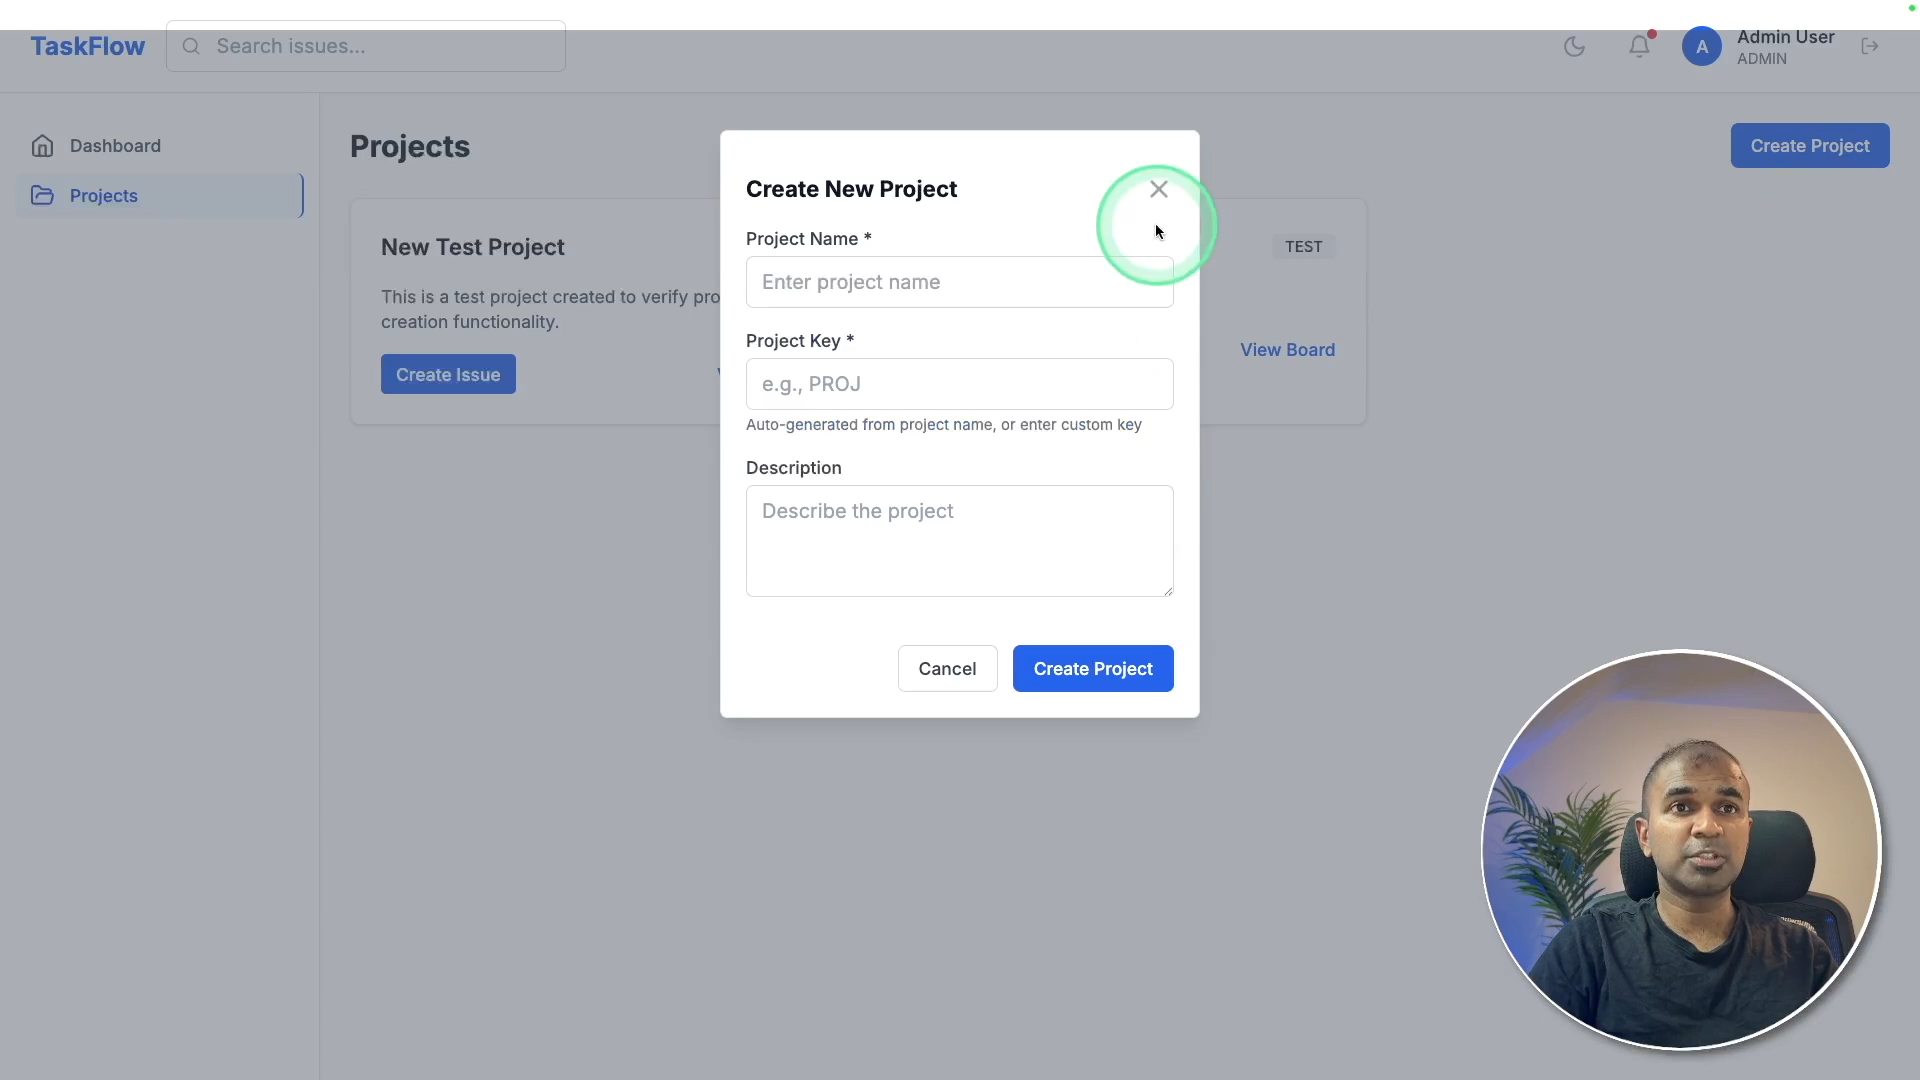 TaskFlow
Search issues...
A
Admin User
ADMIN
Dashboard
Projects
Projects
Create Project
New Test Project
This is a test project created to verify pro
creation functionality.
Create Issue
TEST
View Board
Create New Project
Project Name *
Enter project name
Project Key *
e.g., PROJ
Auto-generated from project name, or enter custom key
Description
Describe the project
Cancel
Create Project